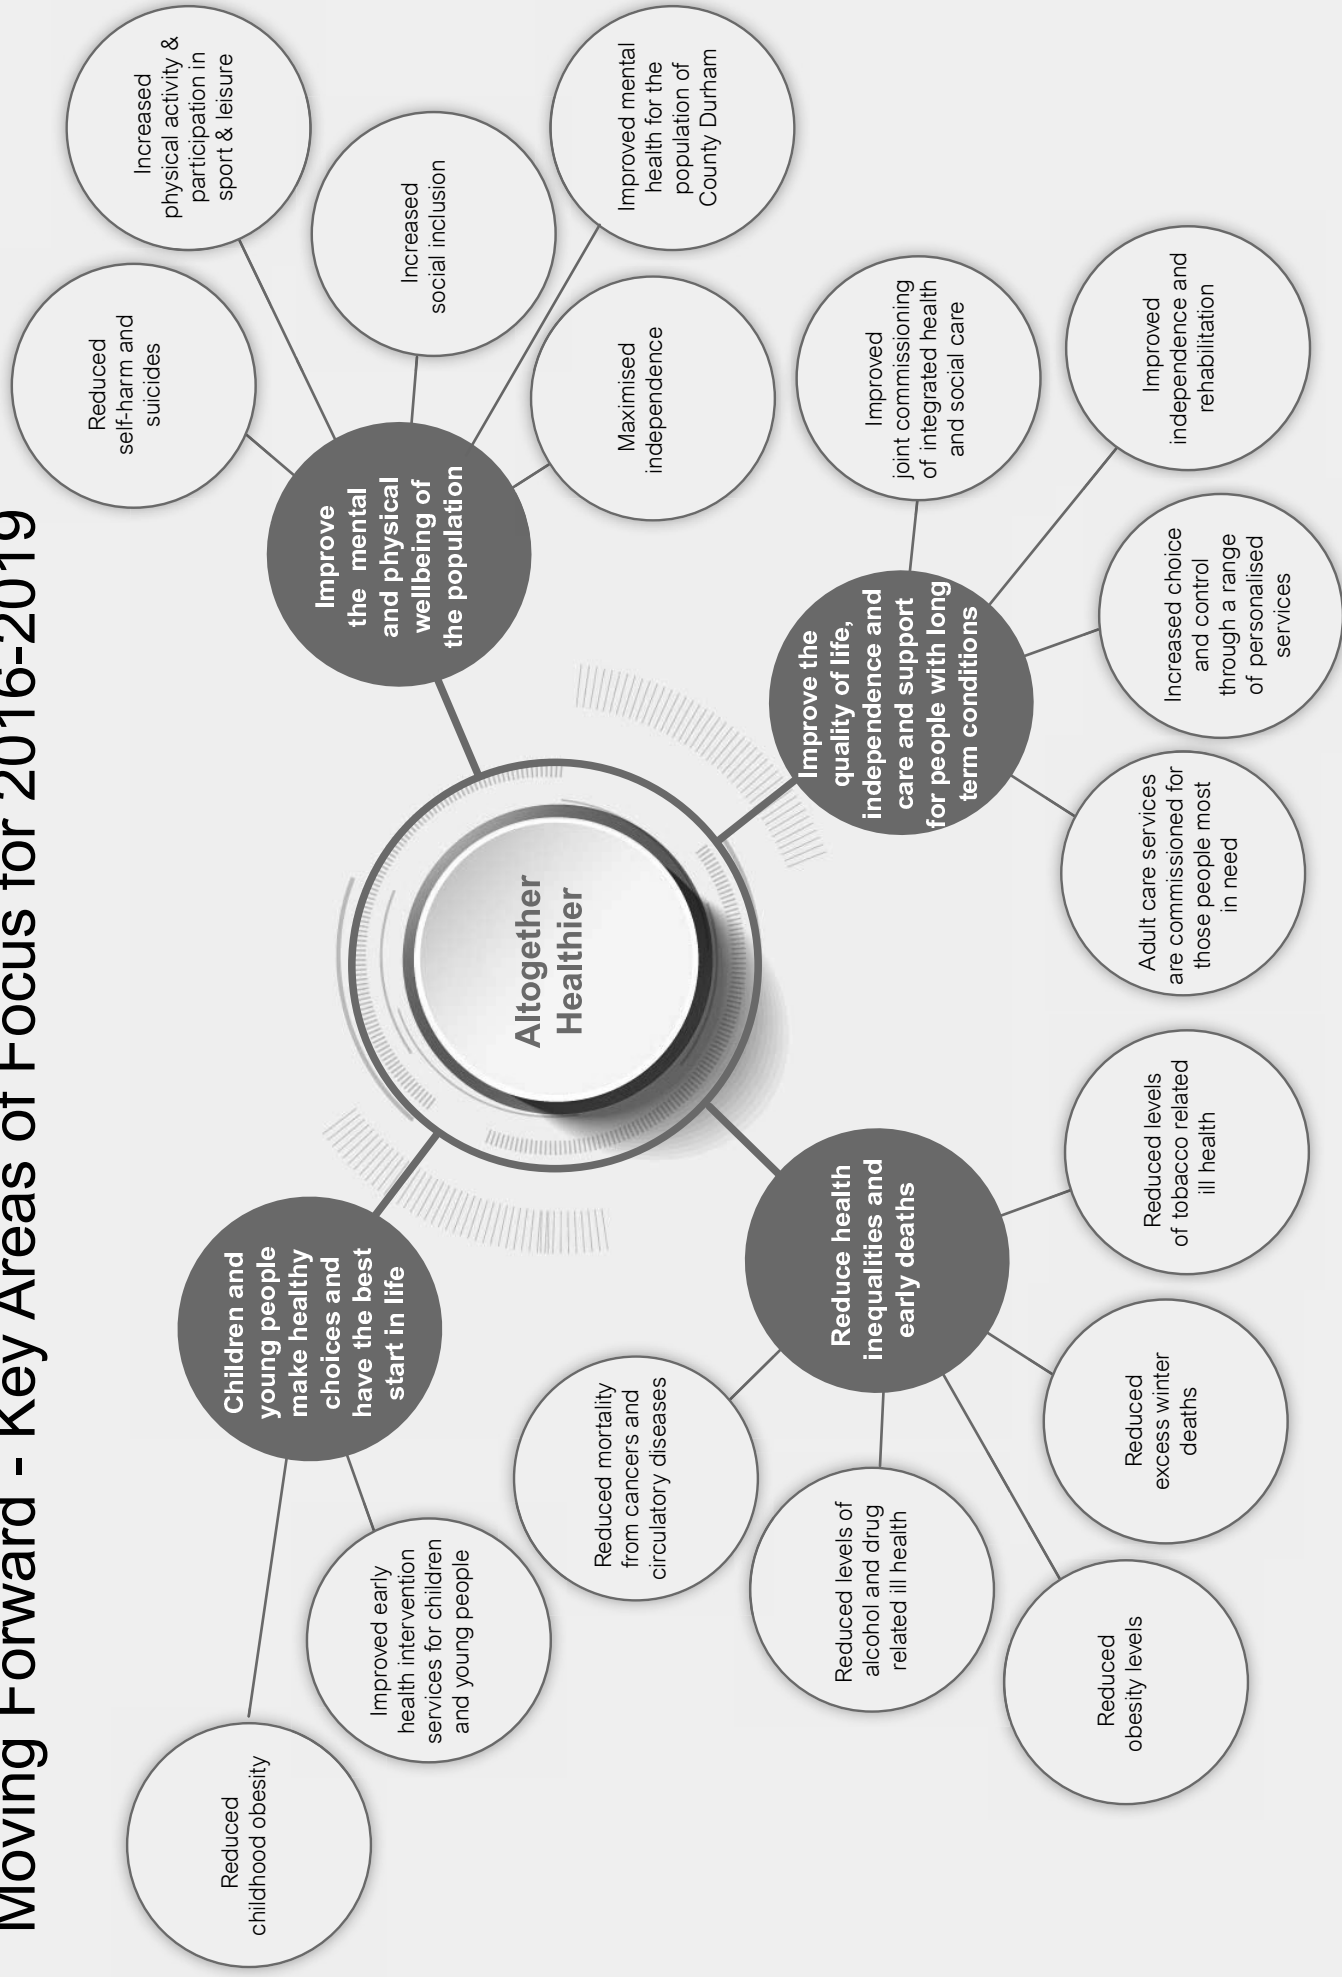 Moving Forward - Key Areas of Focus for 2016-2019
Altogether
Healthier
Children and
young people
make healthy
choices and
have the best
start in life
Reduced
childhood obesity
Improved early
health intervention
services for children
and young people
Improve
the mental
and physical
wellbeing of
the population
Reduced
self-harm and
suicides
Increased
physical activity &
participation in
sport & leisure
Increased
social inclusion
Improved mental
health for the
population of
County Durham
Maximised
independence
Improve the
quality of life,
independence and
care and support
for people with long
term conditions
Improved
joint commissioning
of integrated health
and social care
Improved
independence and
rehabilitation
Increased choice
and control
through a range
of personalised
services
Adult care services
are commissioned for
those people most
in need
Reduce health
inequalities and
early deaths
Reduced mortality
from cancers and
circulatory diseases
Reduced levels of
alcohol and drug
related ill health
Reduced
obesity levels
Reduced
excess winter
deaths
Reduced levels
of tobacco related
ill health